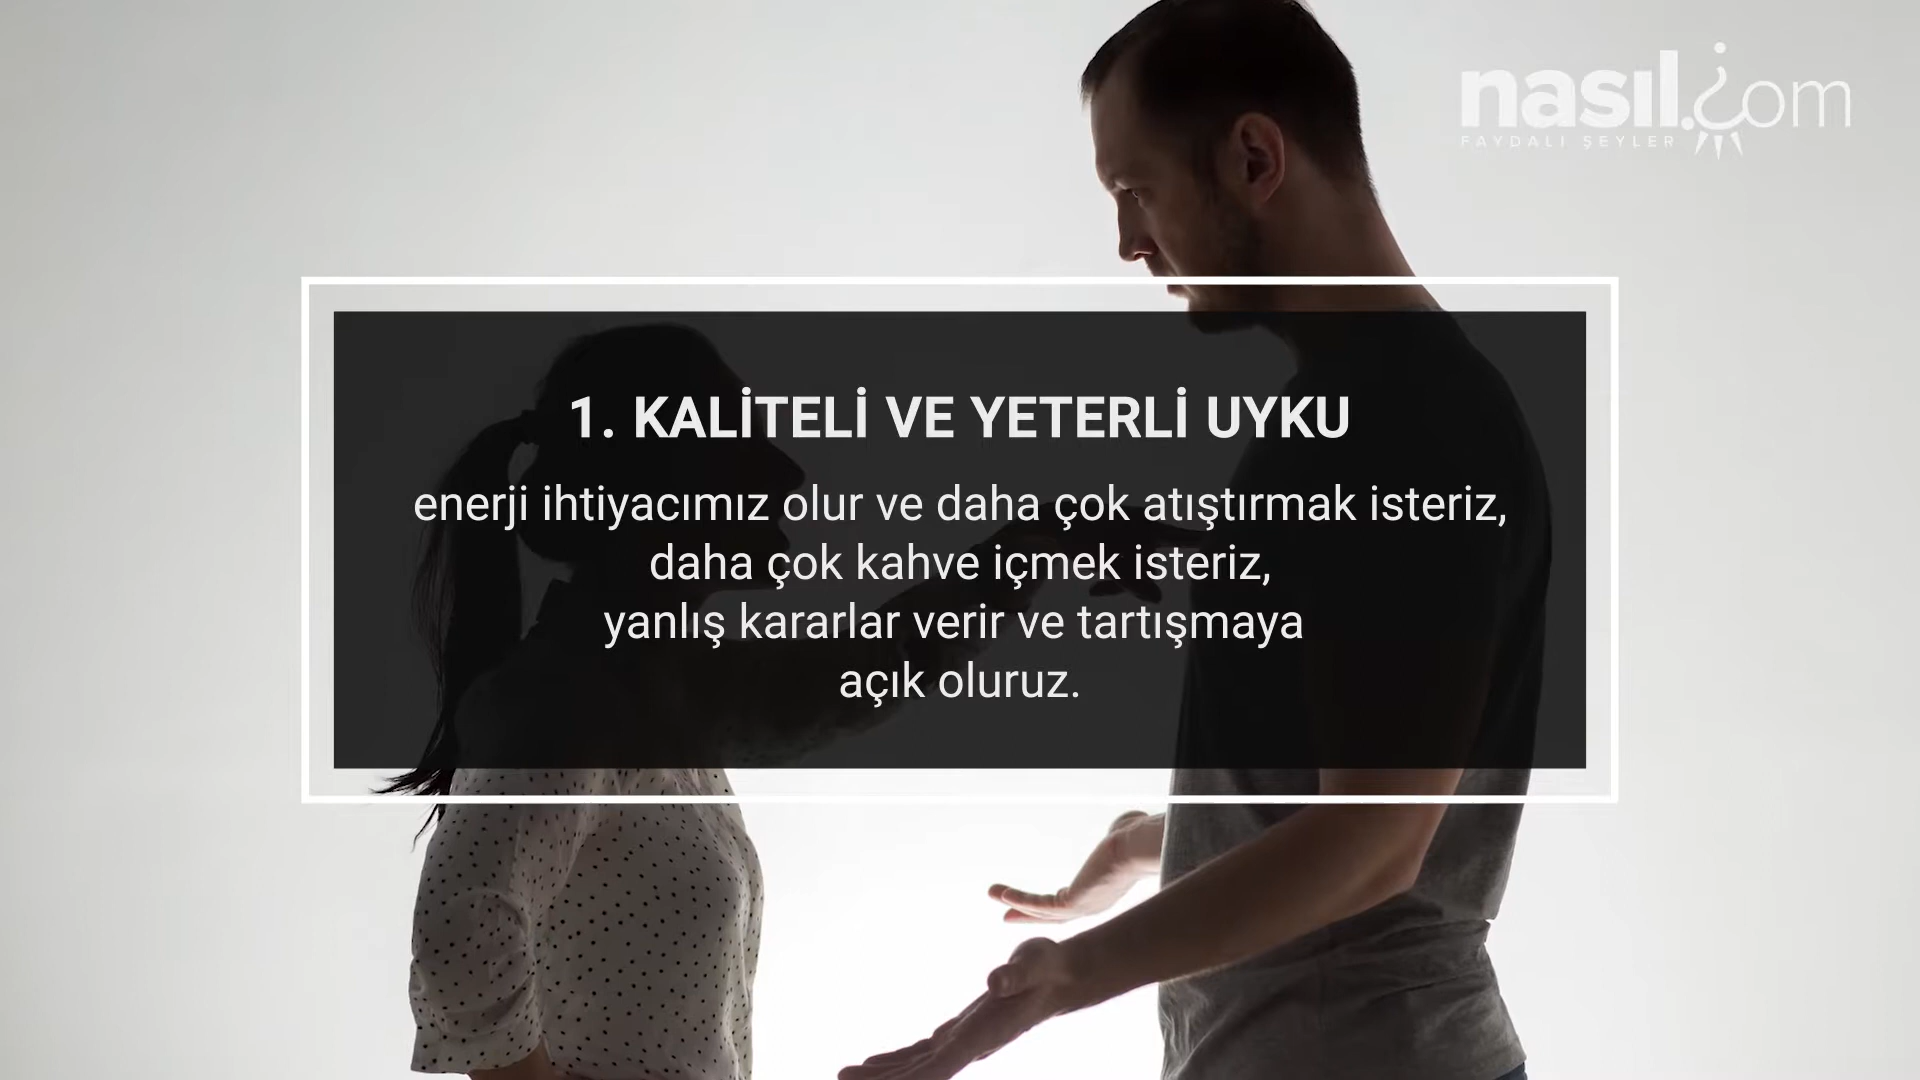 nasıl.com
FAYDALI ŞEYLER
1. KALİTELİ VE YETERLİ UYKU
enerji ihtiyacımız olur ve daha çok atıştırmak isteriz,
daha çok kahve içmek isteriz,
yanlış kararlar verir ve tartışmaya
açık oluruz.